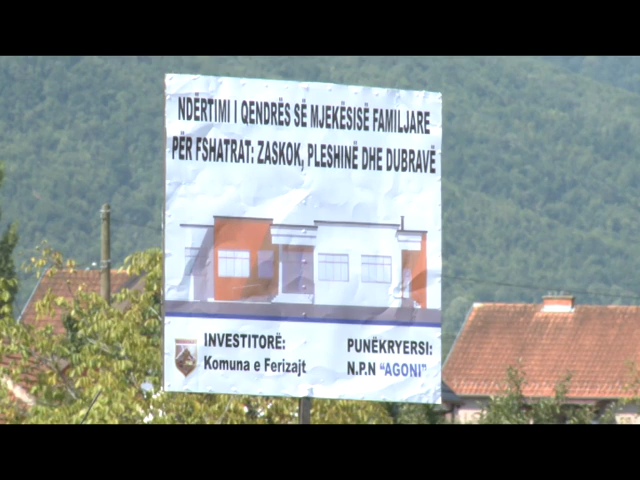 NDËRTIMI I QENDRËS SË MJEKËSISË FAMILJARE
PËR FSHATRAT: ZASKOK, PLESHINË DHE DUBRAVË
INVESTITORË:
Komuna e Ferizajt
PUNËKRYERSI:
N.P.N "AGONI"